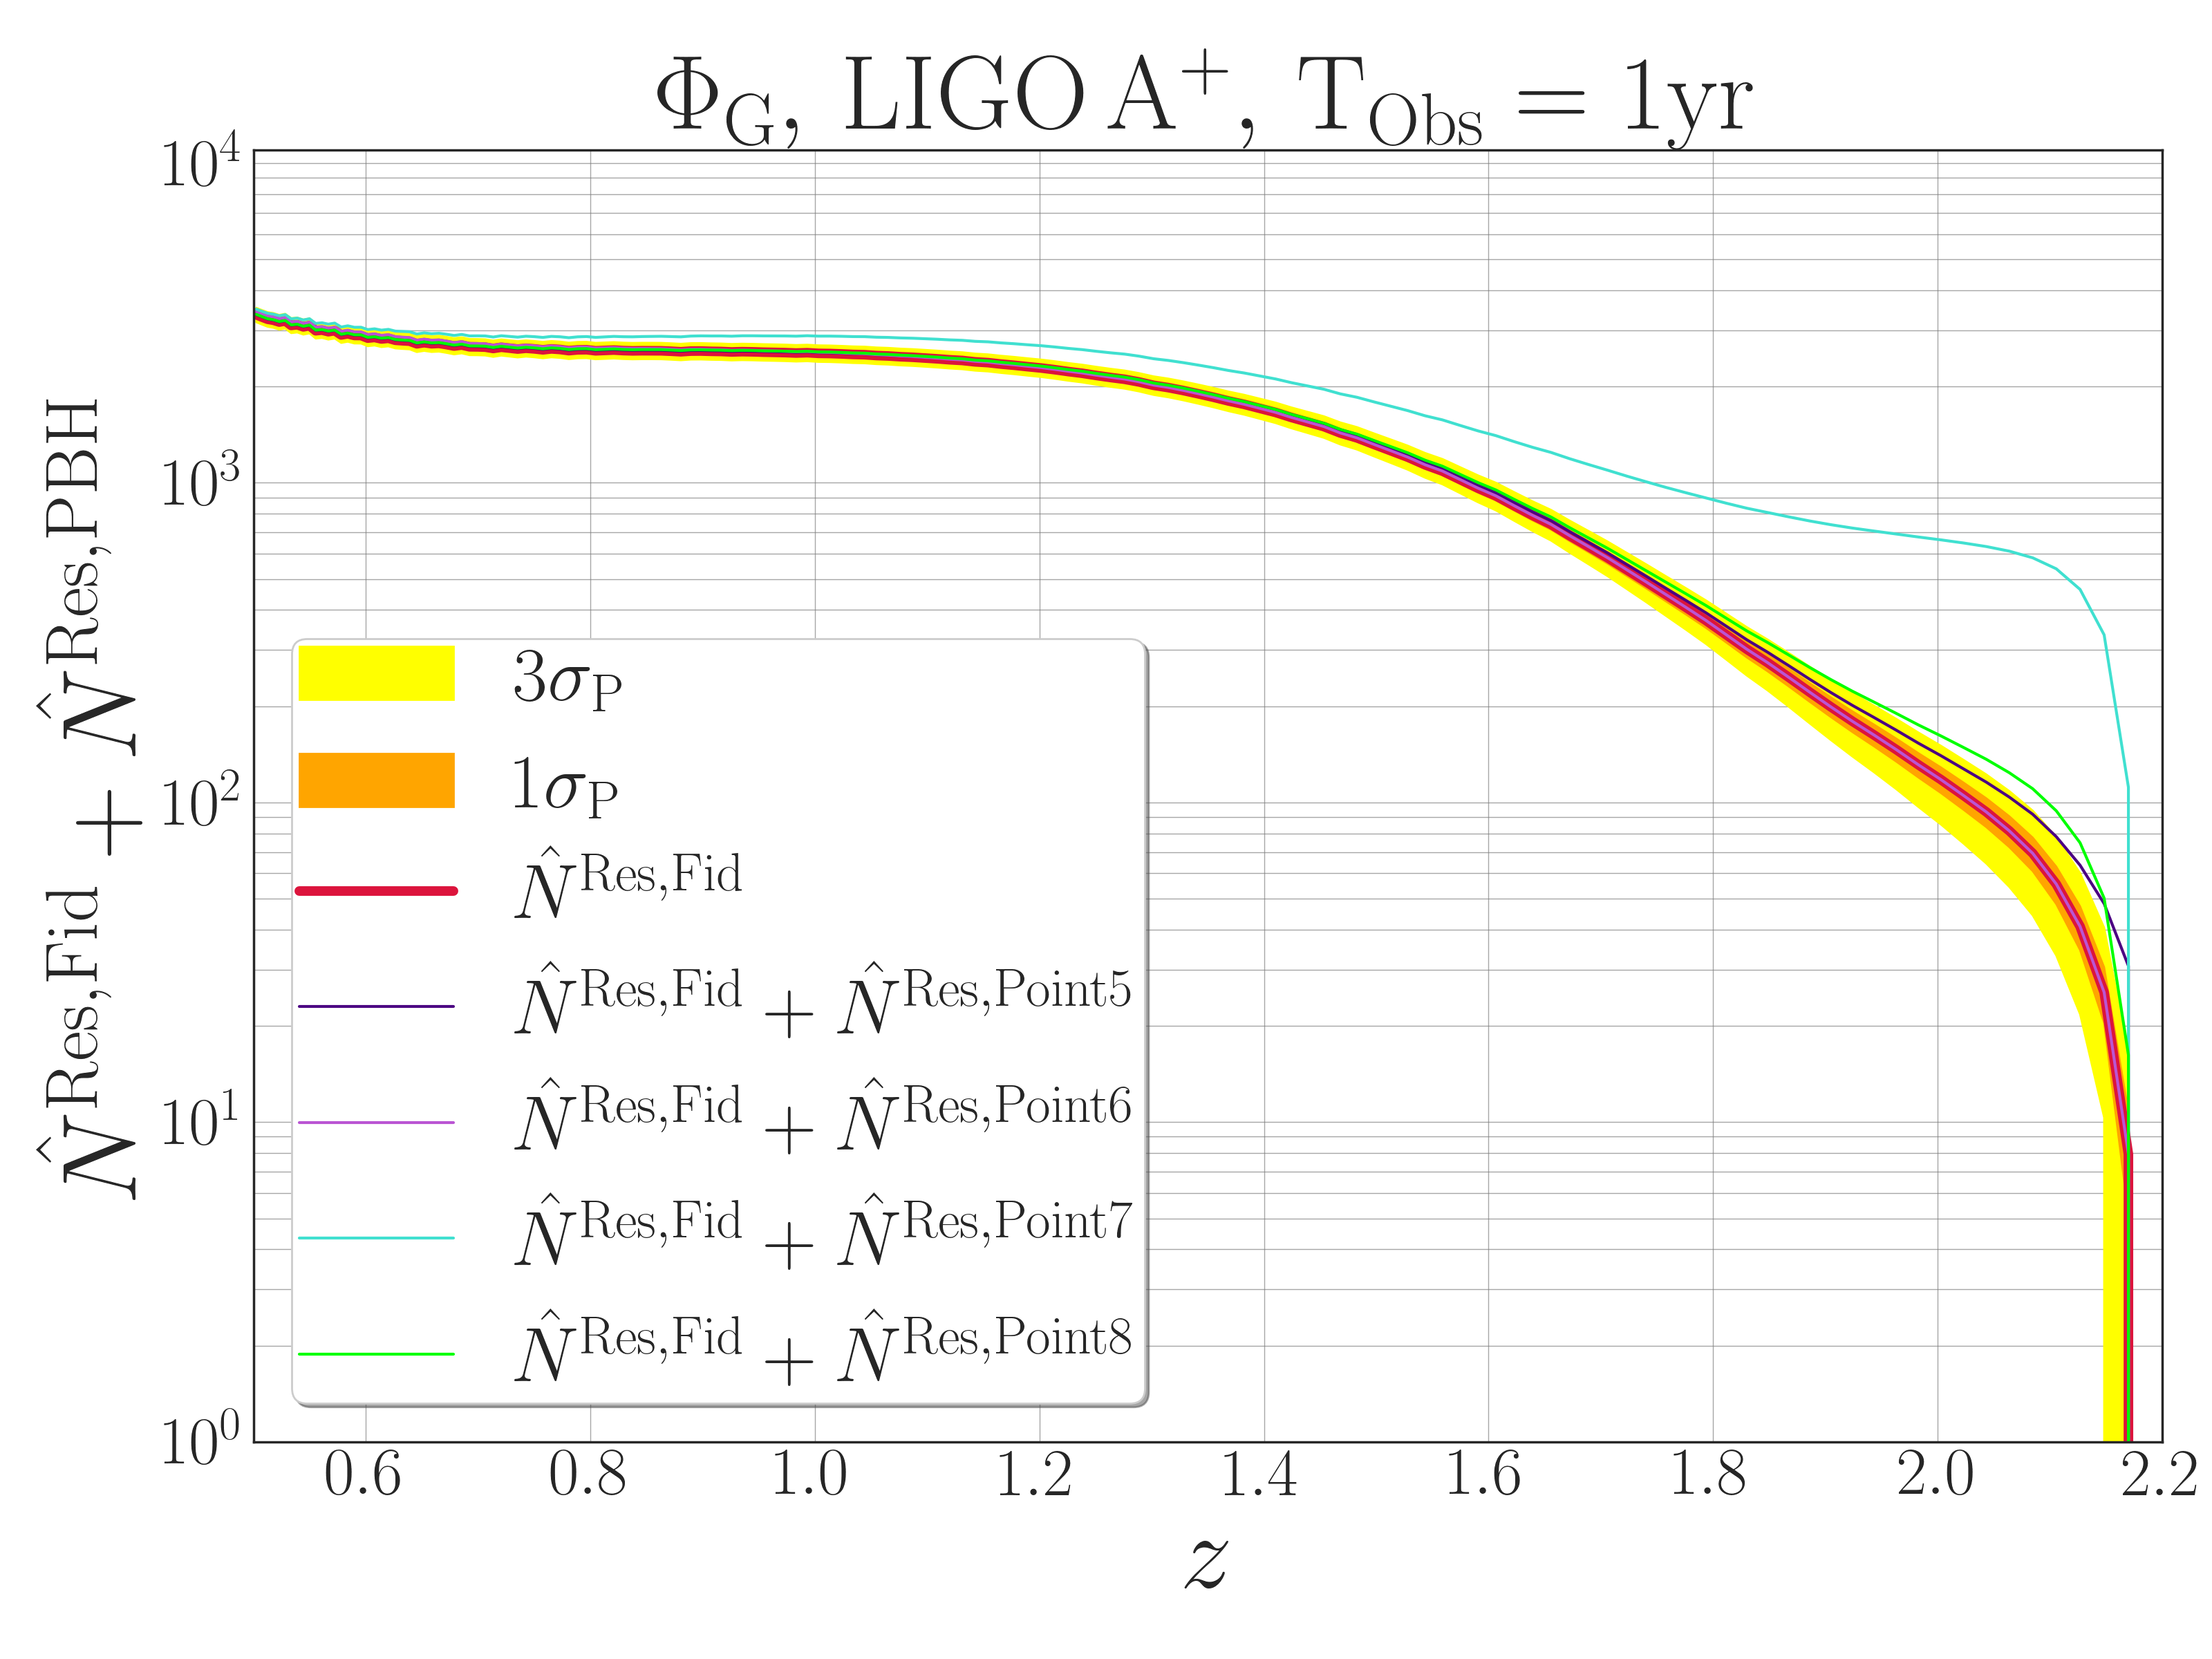 Φ_G, LIGO A⁺, T_Obs = 1yr
N̂^Res,Fid + N̂^Res,PBH
10⁴
10³
10²
10¹
10⁰
3σ_P
1σ_P
N̂^Res,Fid
N̂^Res,Fid + N̂^Res,Point5
N̂^Res,Fid + N̂^Res,Point6
N̂^Res,Fid + N̂^Res,Point7
N̂^Res,Fid + N̂^Res,Point8
0.6 0.8 1.0 1.2 1.4 1.6 1.8 2.0 2.2
z